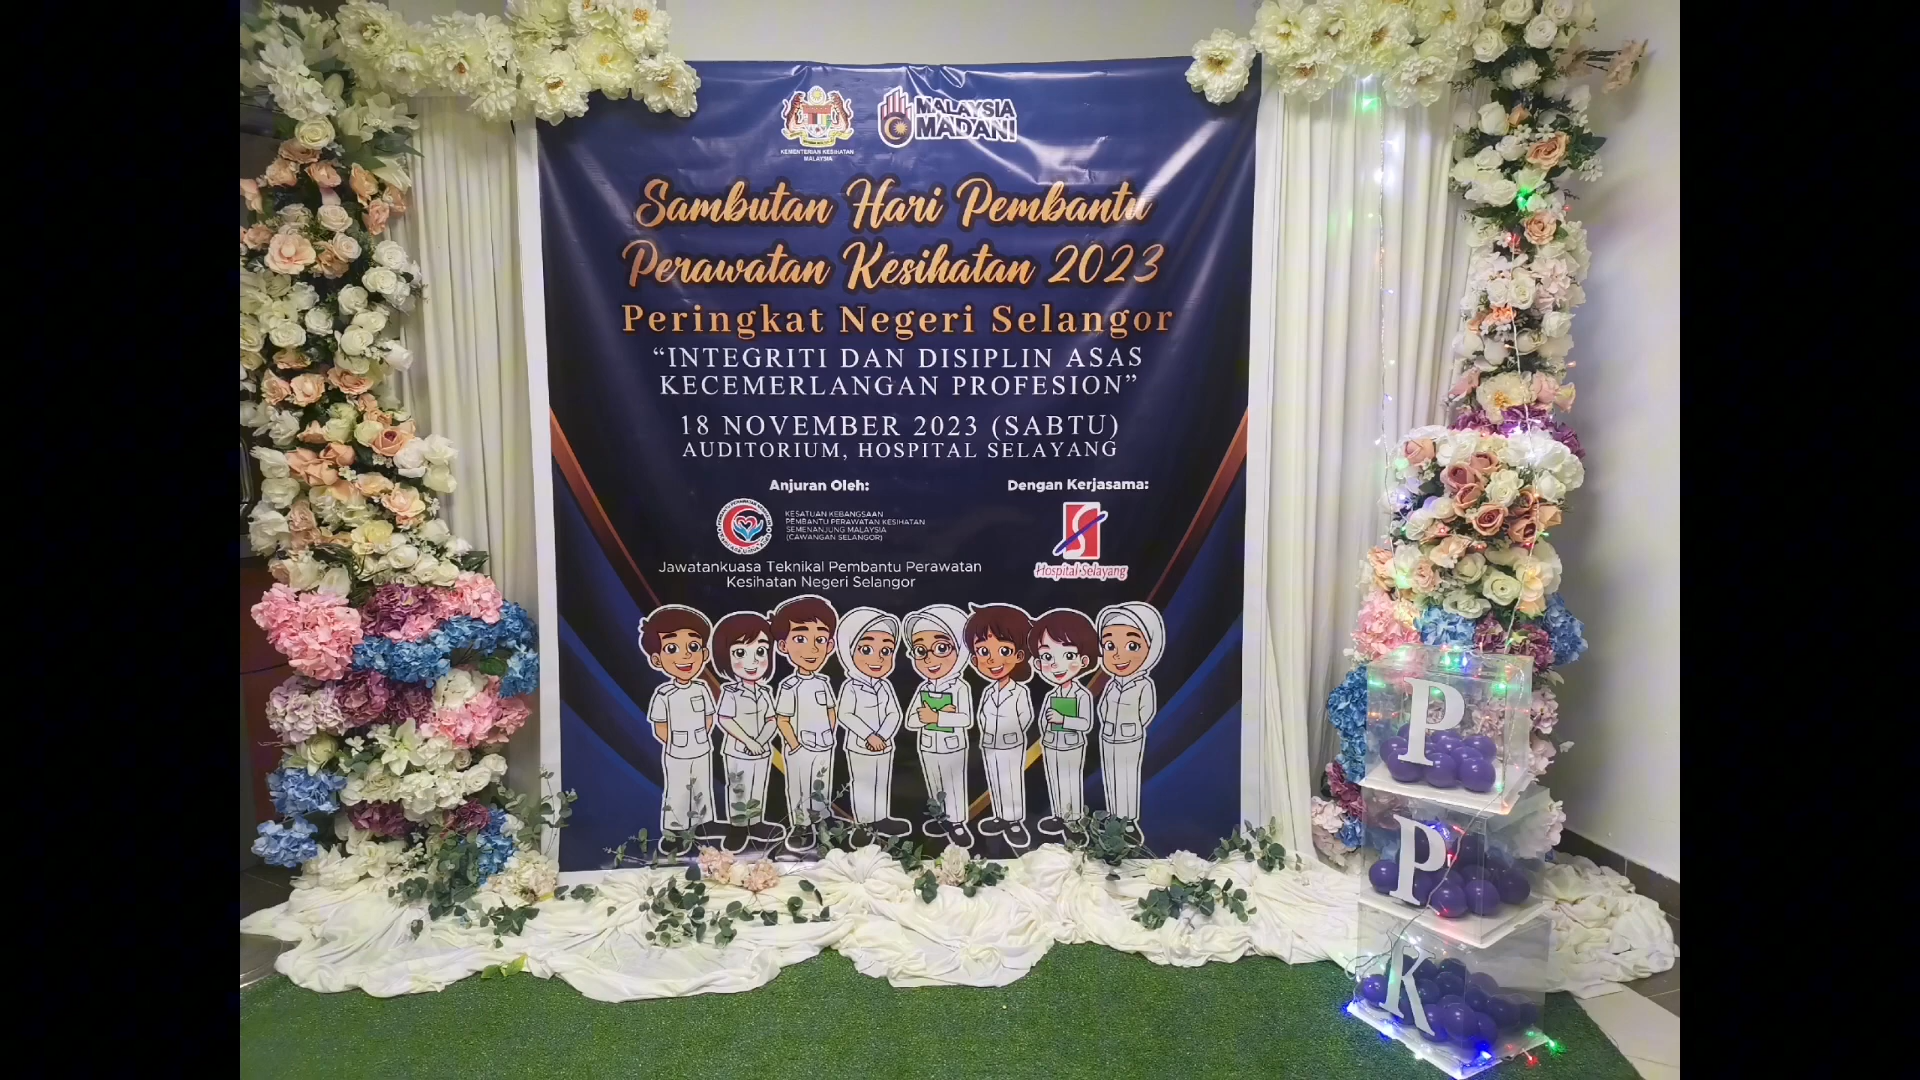 KEMENTERIAN KESIHATAN
MALAYSIA
MALAYSIA
MADANI
Sambutan Hari Pembantu
Perawatan Kesihatan 2023
Peringkat Negeri Selangor
“INTEGRITI DAN DISIPLIN ASAS
KECEMERLANGAN PROFESION”
18 NOVEMBER 2023 (SABTU)
AUDITORIUM, HOSPITAL SELAYANG
Anjuran Oleh:
KESATUAN KEBANGSAAN
PEMBANTU PERAWATAN KESIHATAN
SEMENANJUNG MALAYSIA
(CAWANGAN SELANGOR)
Jawatankuasa Teknikal Pembantu Perawatan
Kesihatan Negeri Selangor
Dengan Kerjasama:
Hospital Selayang
P
P
K